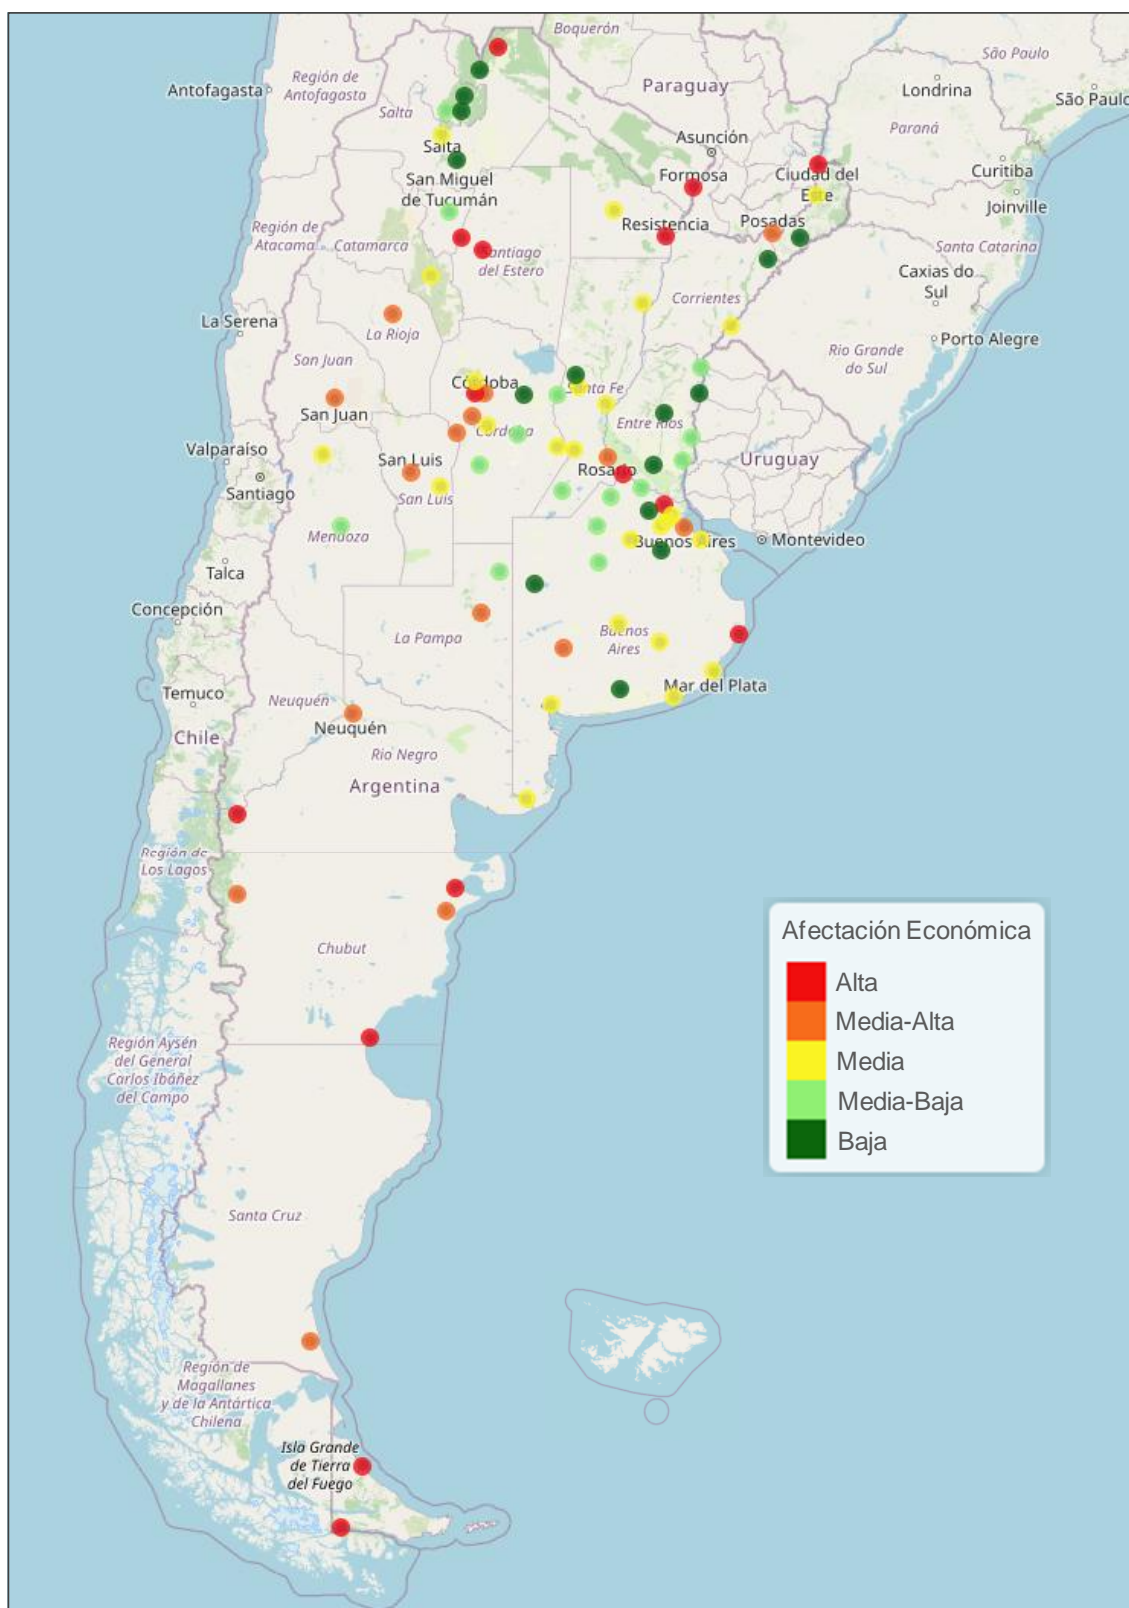 Boquerón
São Paulo
Región de
Antofagasta
Antofagasta
Paraguay
Londrina
São Paulo
Salta
Paraná
Asunción
Salta
Formosa
Ciudad del
Este
Curitiba
San Miguel
de Tucumán
Joinville
Región de
Atacama
Catamarca
Resistencia
Posadas
Santiago
del Estero
Santa Catarina
Caxias do
Sul
Corrientes
La Serena
La Rioja
Porto Alegre
San Juan
Rio Grande
do Sul
Córdoba
Santa Fe
San Juan
Entre Ríos
Córdoba
Valparaíso
San Luis
Rosario
Uruguay
Santiago
San Luis
Mendoza
Buenos Aires
Montevideo
Talca
Concepción
La Pampa
Buenos
Aires
Temuco
Neuquén
Mar del Plata
Neuquén
Chile
Río Negro
Argentina
Región de
Los Lagos
Chubut
Afectación Económica
Alta
Media-Alta
Media
Media-Baja
Baja
Región Aysén
del General
Carlos Ibáñez
del Campo
Santa Cruz
Región de
Magallanes
y de la Antártica
Chilena
Isla Grande
de Tierra
del Fuego